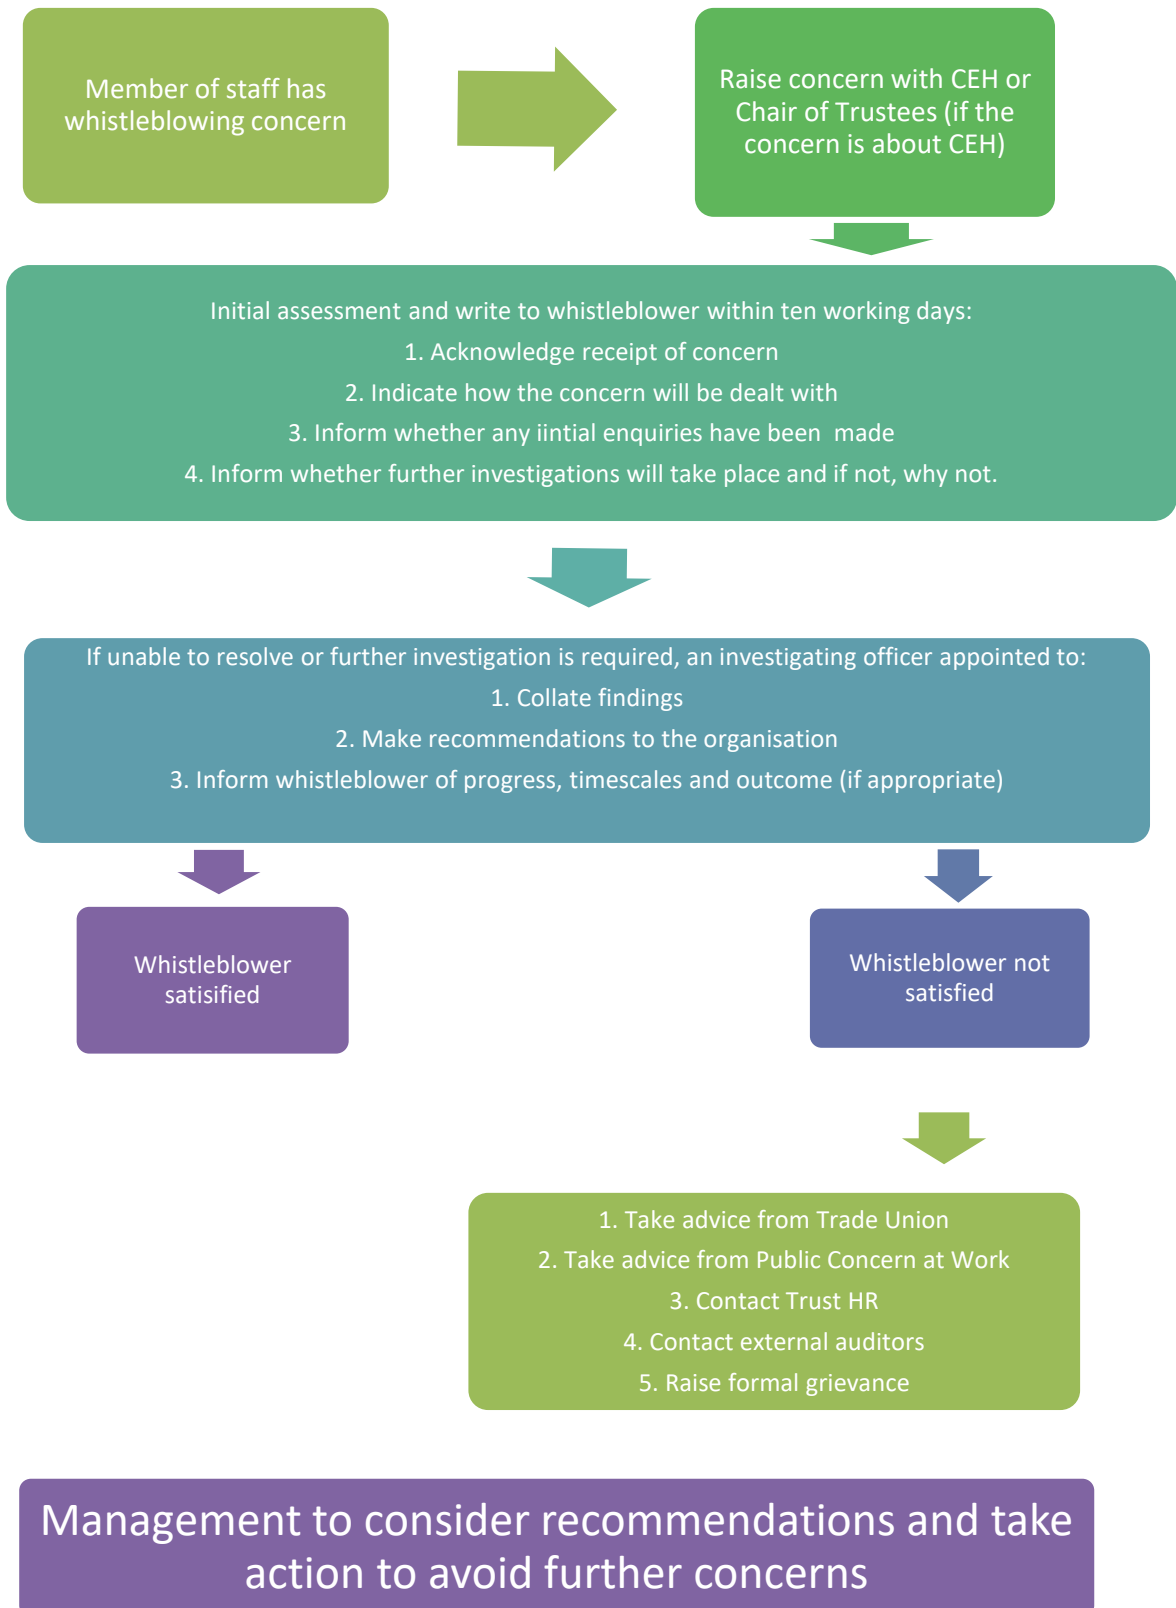 Member of staff has
whistleblowing concern
Raise concern with CEH or
Chair of Trustees (if the
concern is about CEH)
Initial assessment and write to whistleblower within ten working days:
1. Acknowledge receipt of concern
2. Indicate how the concern will be dealt with
3. Inform whether any iintial enquiries have been  made
4. Inform whether further investigations will take place and if not, why not.
If unable to resolve or further investigation is required, an investigating officer appointed to:
1. Collate findings
2. Make recommendations to the organisation
3. Inform whistleblower of progress, timescales and outcome (if appropriate)
Whistleblower
satisified
Whistleblower not
satisfied
1. Take advice from Trade Union
2. Take advice from Public Concern at Work
3. Contact Trust HR
4. Contact external auditors
5. Raise formal grievance
Management to consider recommendations and take
action to avoid further concerns